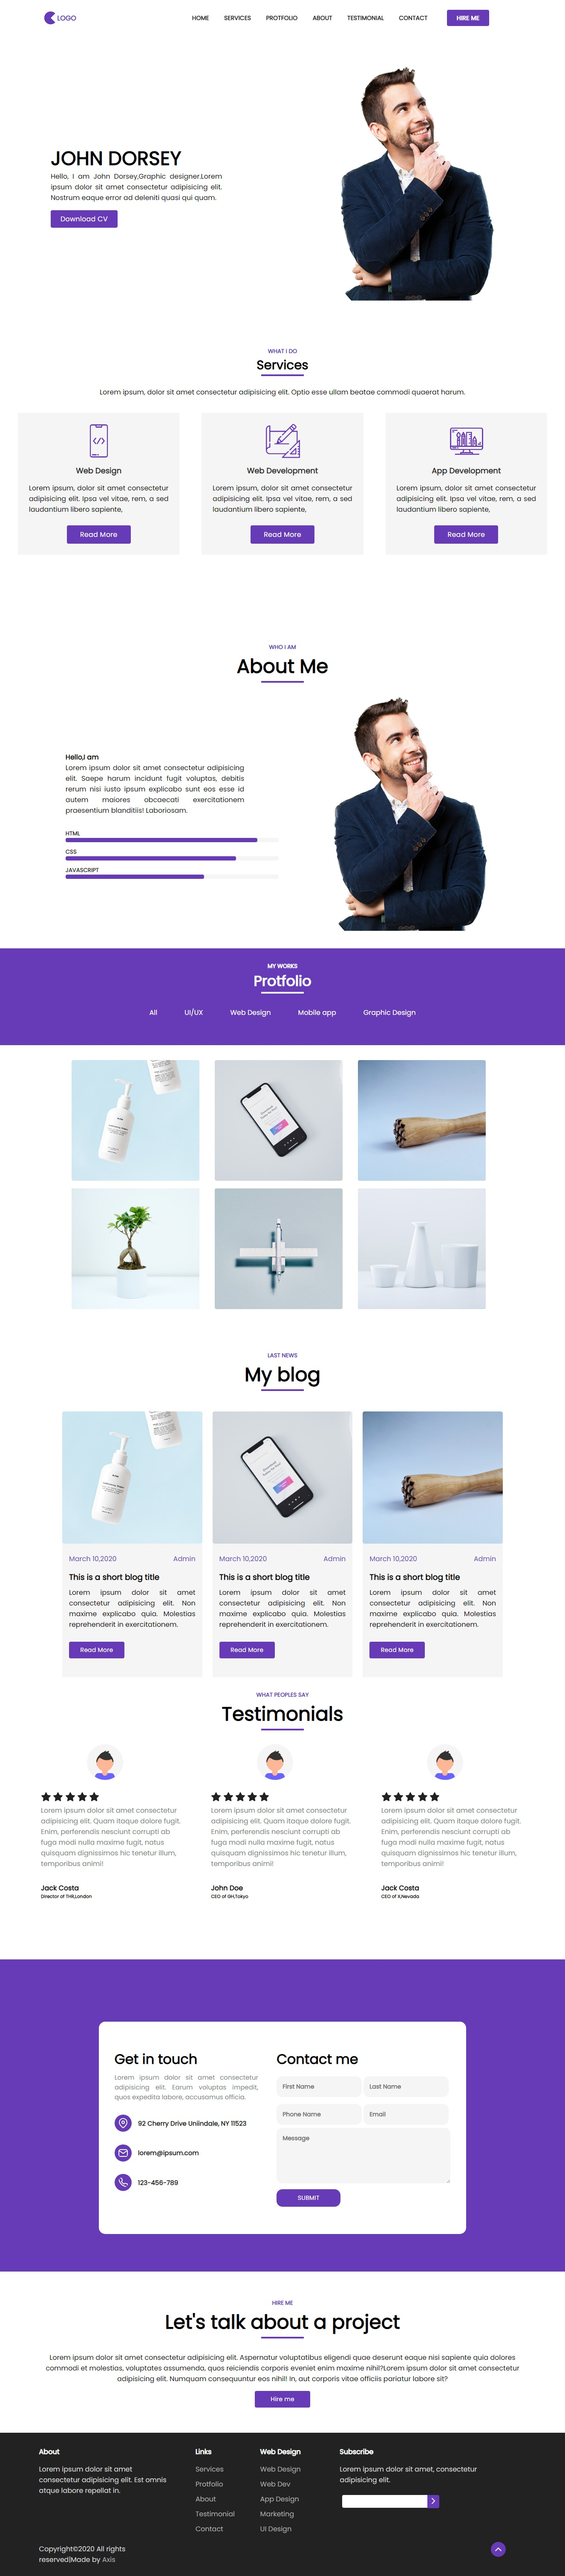 LOGO
HOME SERVICES PROTFOLIO ABOUT TESTIMONIAL CONTACT HIRE ME
JOHN DORSEY
Hello, I am John Dorsey,Graphic designer.Lorem
ipsum dolor sit amet consectetur adipisicing elit.
Nostrum eaque error ad deleniti quasi qui quam.
Download CV
WHAT I DO
Services
Lorem ipsum, dolor sit amet consectetur adipisicing elit. Optio esse ullam beatae commodi quaerat harum.
Web Design
Lorem ipsum, dolor sit amet consectetur
adipisicing elit. Ipsa vel vitae, rem, a sed
laudantium libero sapiente,
Read More
Web Development
Lorem ipsum, dolor sit amet consectetur
adipisicing elit. Ipsa vel vitae, rem, a sed
laudantium libero sapiente,
Read More
App Development
Lorem ipsum, dolor sit amet consectetur
adipisicing elit. Ipsa vel vitae, rem, a sed
laudantium libero sapiente,
Read More
WHO I AM
About Me
Hello,I am
Lorem ipsum dolor sit amet consectetur adipisicing
elit. Saepe harum incidunt fugit voluptas, debitis
rerum nisi iusto ipsum explicabo sunt eos esse id
autem maiores obcaecati exercitationem
praesentium blanditiis! Laboriosam.
HTML
CSS
JAVASCRIPT
MY WORKS
Protfolio
All UI/UX Web Design Mobile app Graphic Design
LAST NEWS
My blog
March 10,2020 Admin
This is a short blog title
Lorem ipsum dolor sit amet
consectetur adipisicing elit. Non
maxime explicabo quia. Molestias
reprehenderit in exercitationem.
Read More
March 10,2020 Admin
This is a short blog title
Lorem ipsum dolor sit amet
consectetur adipisicing elit. Non
maxime explicabo quia. Molestias
reprehenderit in exercitationem.
Read More
March 10,2020 Admin
This is a short blog title
Lorem ipsum dolor sit amet
consectetur adipisicing elit. Non
maxime explicabo quia. Molestias
reprehenderit in exercitationem.
Read More
WHAT PEOPLES SAY
Testimonials
Lorem ipsum dolor sit amet consectetur
adipisicing elit. Quam itaque dolore fugit.
Enim, perferendis nesciunt corrupti ab
fuga modi nulla maxime fugit, natus
quisquam dignissimos hic tenetur illum,
temporibus animi!
Jack Costa
Director of THR,London
Lorem ipsum dolor sit amet consectetur
adipisicing elit. Quam itaque dolore fugit.
Enim, perferendis nesciunt corrupti ab
fuga modi nulla maxime fugit, natus
quisquam dignissimos hic tenetur illum,
temporibus animi!
John Doe
CEO of GH,Tokyo
Lorem ipsum dolor sit amet consectetur
adipisicing elit. Quam itaque dolore fugit.
Enim, perferendis nesciunt corrupti ab
fuga modi nulla maxime fugit, natus
quisquam dignissimos hic tenetur illum,
temporibus animi!
Jack Costa
CEO of X,Nevada
Get in touch
Lorem ipsum dolor sit amet consectetur
adipisicing elit. Earum voluptas impedit,
quos expedita labore, accusamus officia.
92 Cherry Drive Uniindale, NY 11523
lorem@ipsum.com
123-456-789
Contact me
First Name Last Name
Phone Name Email
Message
SUBMIT
HIRE ME
Let's talk about a project
Lorem ipsum dolor sit amet consectetur adipisicing elit. Aspernatur voluptatibus eligendi quae deserunt eaque nisi sapiente quia dolores
commodi et molestias, voluptates assumenda, quos reiciendis corporis eveniet enim maxime nihil?Lorem ipsum dolor sit amet consectetur
adipisicing elit. Numquam consequuntur eos nihil! In, aut corporis vitae officiis pariatur labore sit?
Hire me
About
Lorem ipsum dolor sit amet
consectetur adipisicing elit. Est omnis
atque labore repellat in.
Links
Services
Protfolio
About
Testimonial
Contact
Web Design
Web Design
Web Dev
App Design
Marketing
UI Design
Subscribe
Lorem ipsum dolor sit amet, consectetur
adipisicing elit.
Copyright©2020 All rights
reserved|Made by Axis